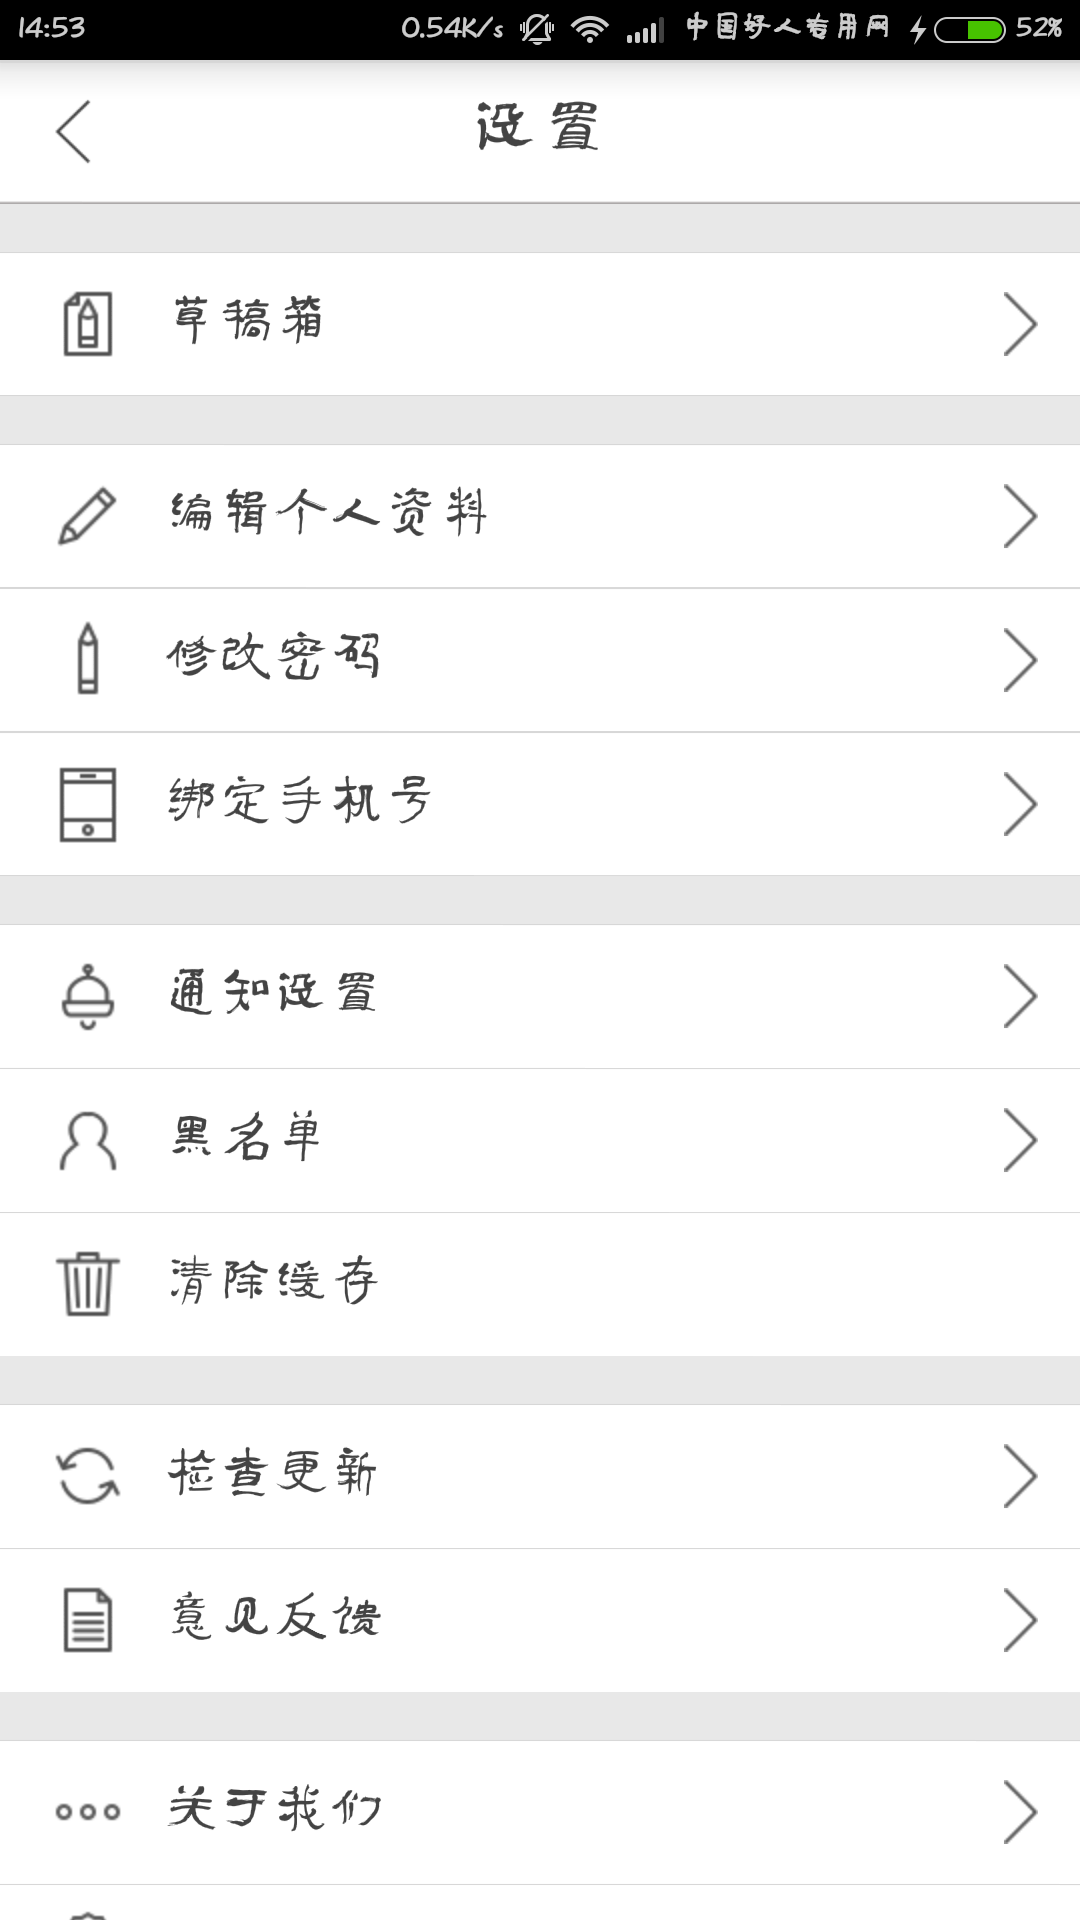 14:53 0.54K/s 中国好人专用网 52%
设置
草稿箱
编辑个人资料
修改密码
绑定手机号
通知设置
黑名单
清除缓存
检查更新
意见反馈
关于我们